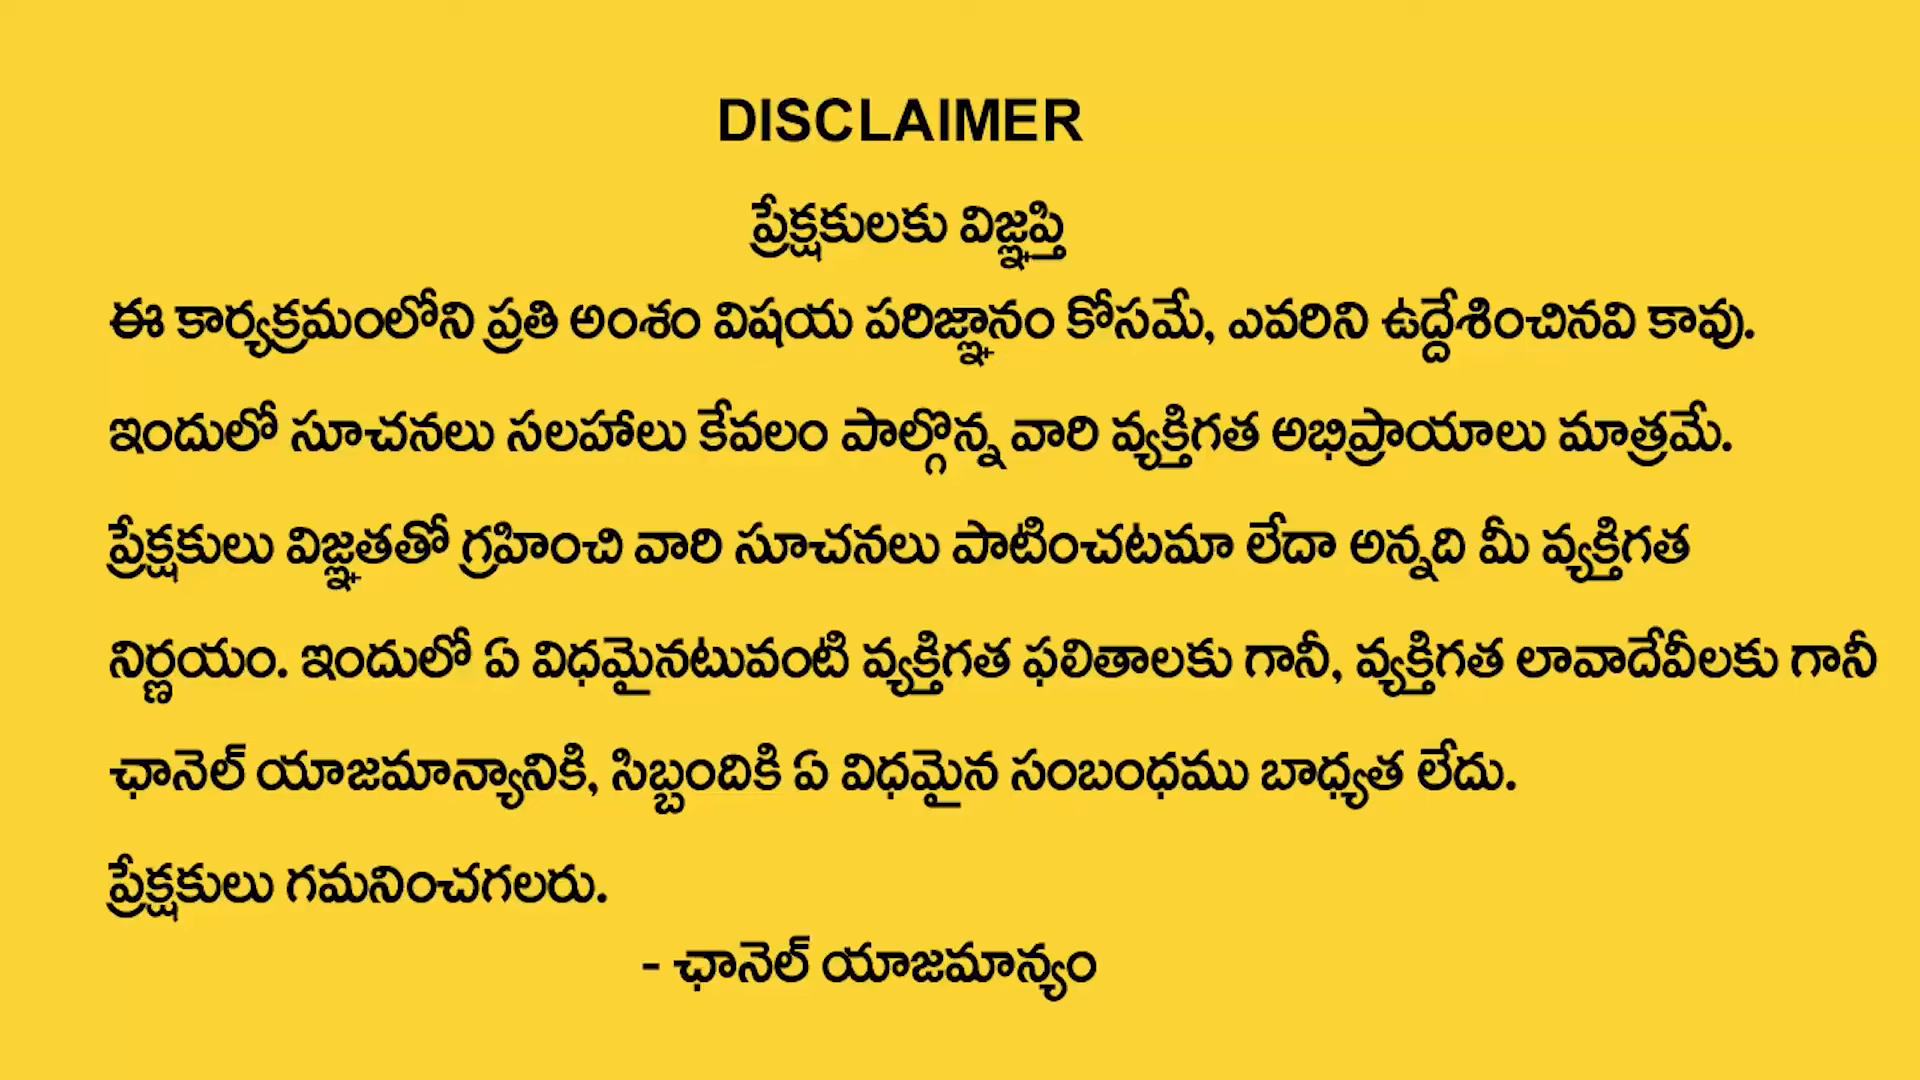 DISCLAIMER
ప్రేక్షకులకు విజ్ఞప్తి
ఈ కార్యక్రమంలోని ప్రతి అంశం విషయ పరిజ్ఞానం కోసమే, ఎవరిని ఉద్దేశించినవి కావు.
ఇందులో సూచనలు సలహాలు కేవలం పాల్గొన్న వారి వ్యక్తిగత అభిప్రాయాలు మాత్రమే.
ప్రేక్షకులు విజ్ఞతతో గ్రహించి వారి సూచనలు పాటించటమా లేదా అన్నది మీ వ్యక్తిగత
నిర్ణయం. ఇందులో ఏ విధమైనటువంటి వ్యక్తిగత ఫలితాలకు గానీ, వ్యక్తిగత లావాదేవీలకు గానీ
ఛానెల్ యాజమాన్యానికి, సిబ్బందికి ఏ విధమైన సంబంధము బాధ్యత లేదు.
ప్రేక్షకులు గమనించగలరు.
- ఛానెల్ యాజమాన్యం